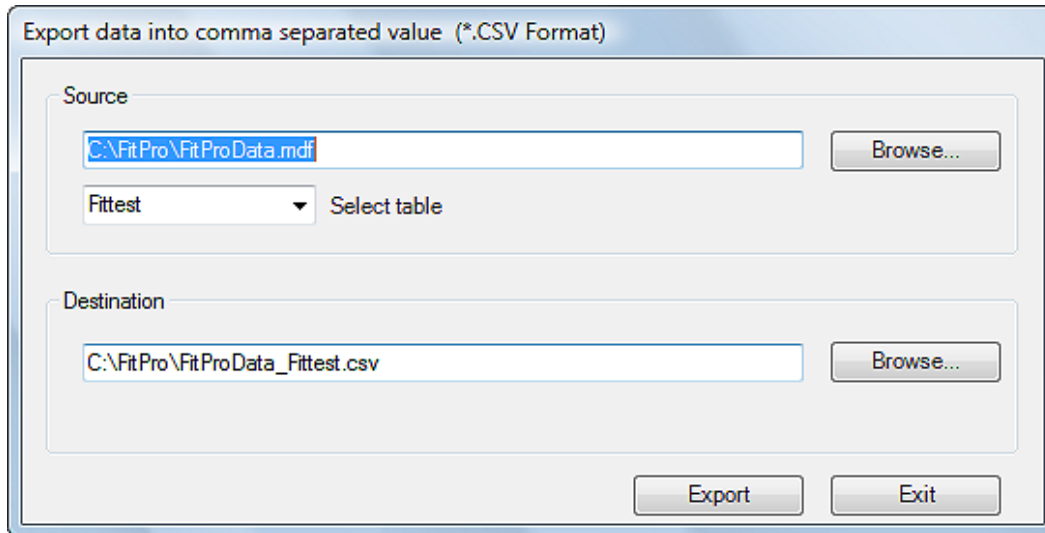 Export data into comma separated value (*.CSV Format)
Source
C:\FitPro\FitProData.mdf
Browse...
Fittest
Select table
Destination
C:\FitPro\FitProData_Fittest.csv
Browse...
Export
Exit